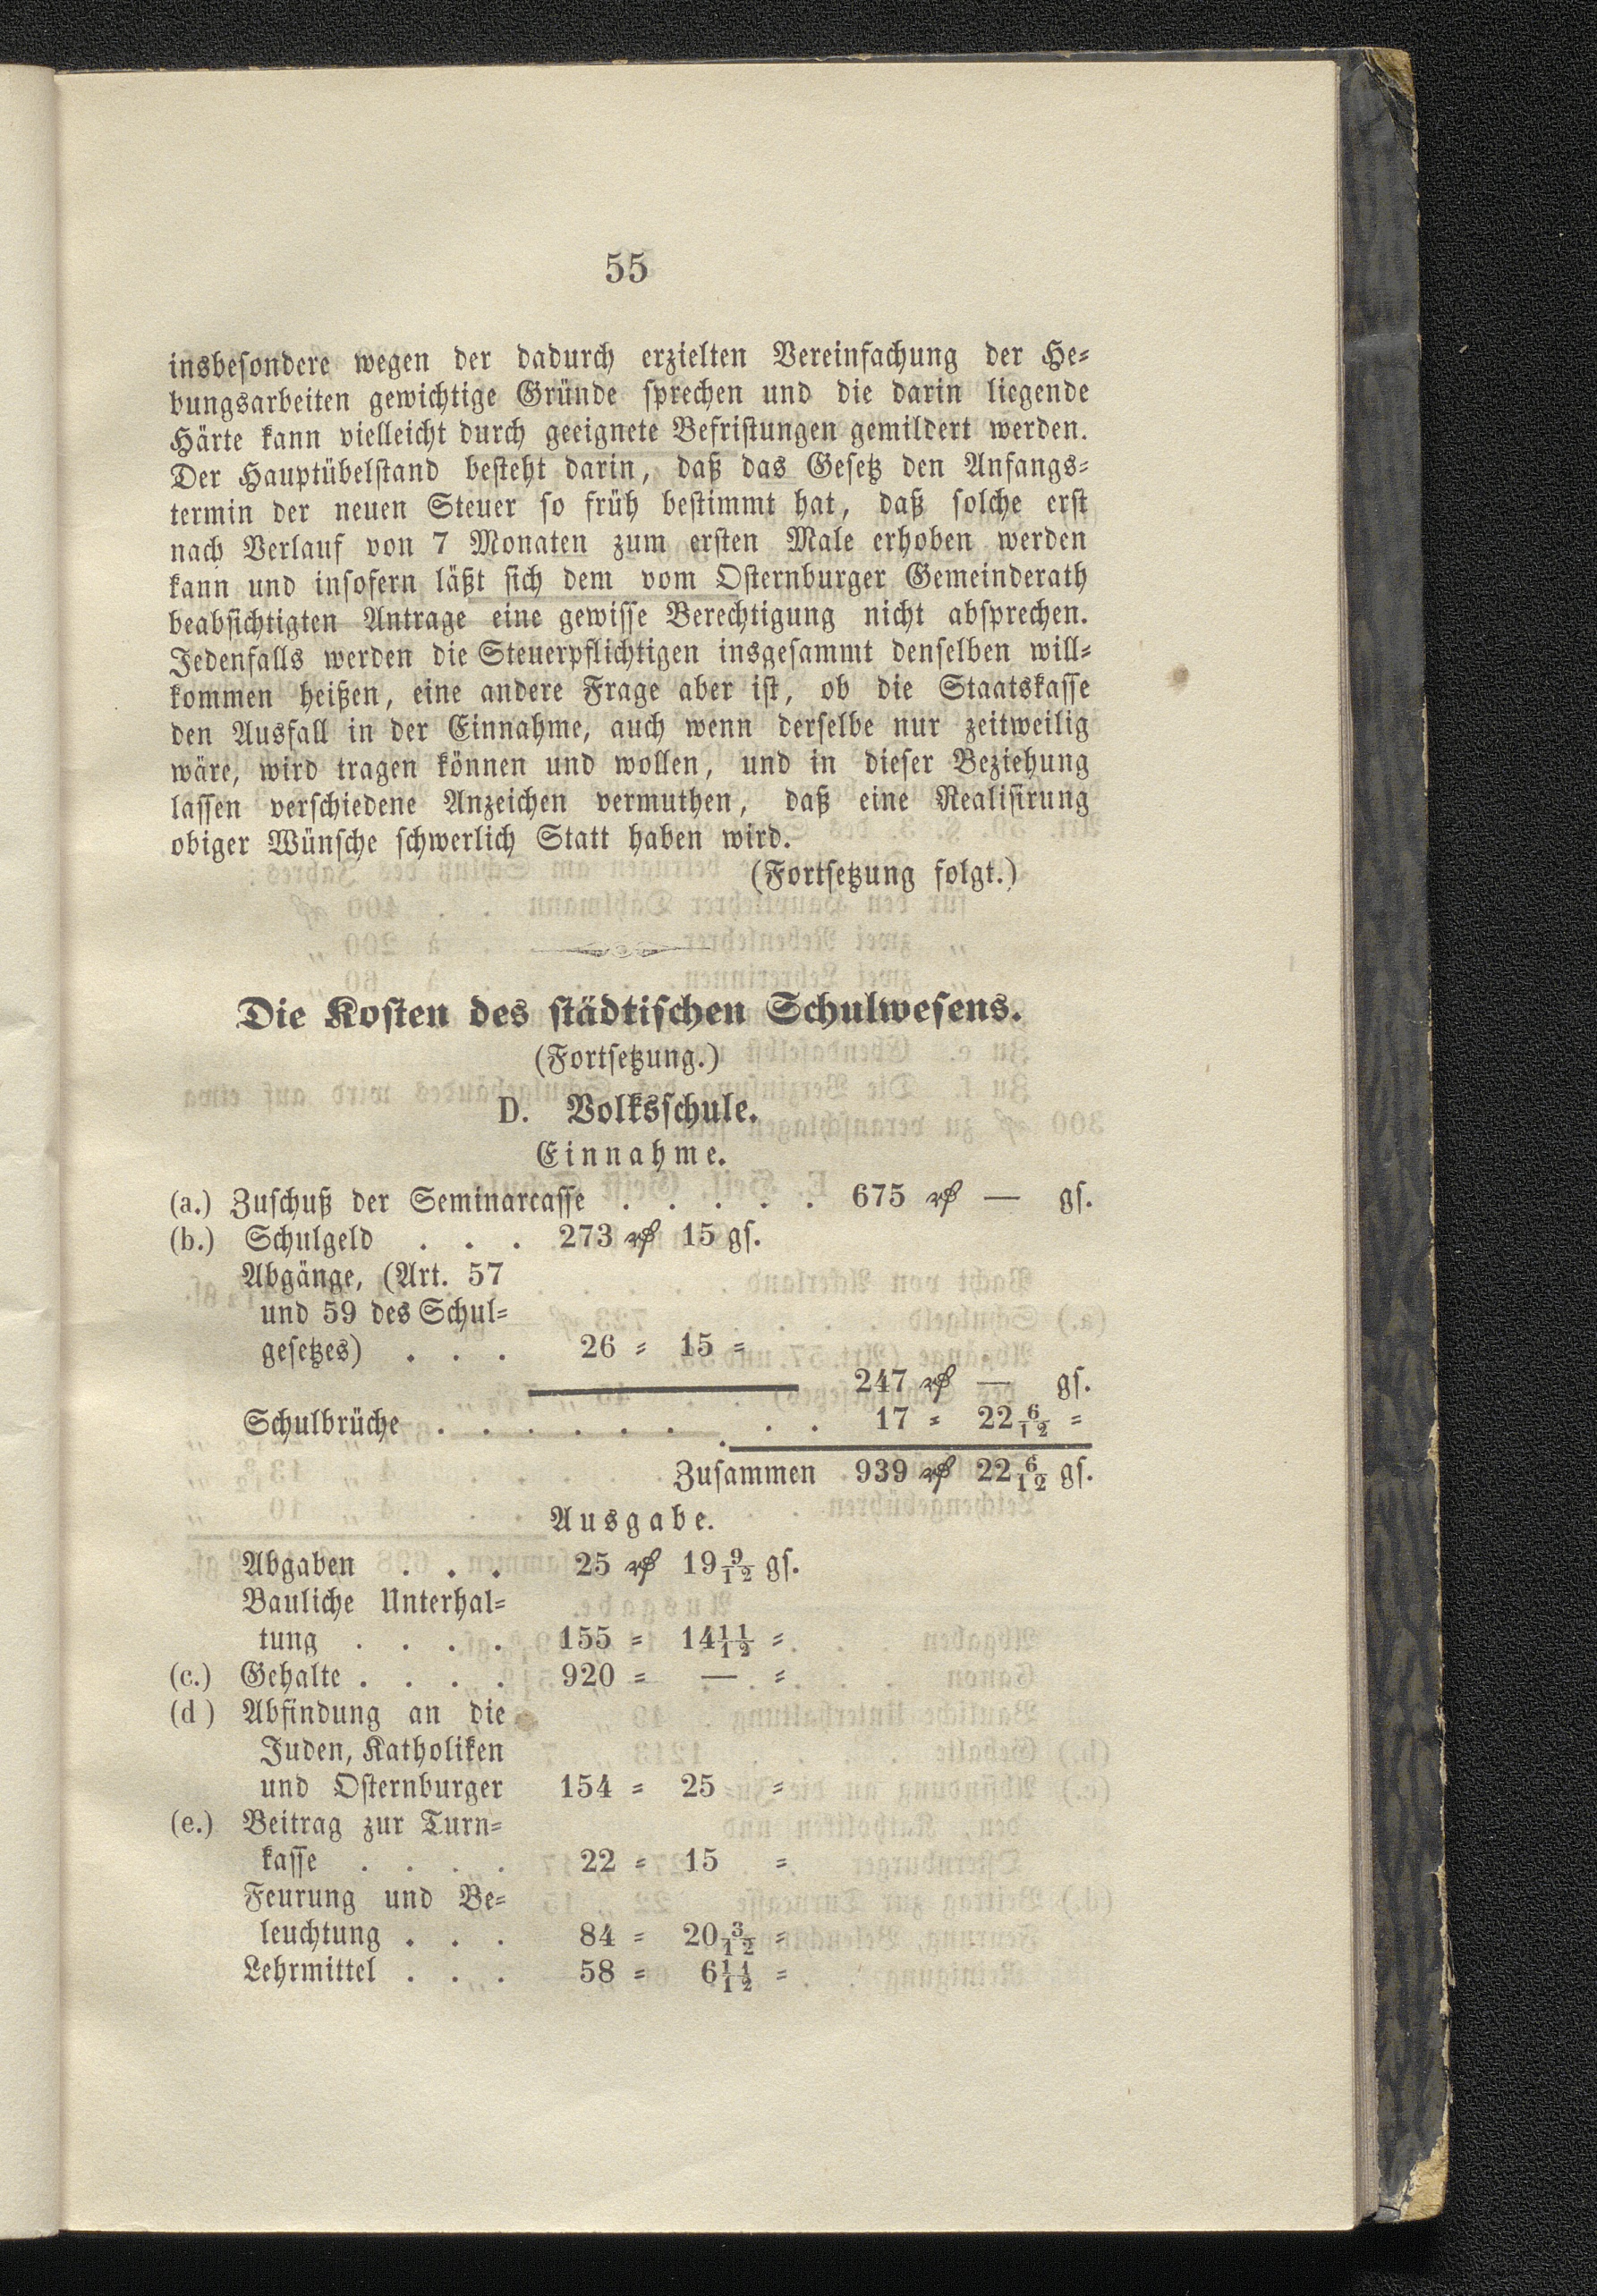 55
insbesondere wegen der dadurch erzielten Vereinfachung der He-
bungsarbeiten gewichtige Gründe sprechen und die darin liegende
Härte kann vielleicht durch geeignete Befristungen gemildert werden.
Der Hauptübelstand besteht darin, daß das Gesetz den Anfangs-
termin der neuen Steuer so früh bestimmt hat, daß solche erst
nach Verlauf von 7 Monaten zum ersten Male erhoben werden
kann und insofern läßt sich dem vom Osternburger Gemeinderath
beabsichtigten Antrage eine gewisse Berechtigung nicht absprechen.
Jedenfalls werden die Steuerpflichtigen insgesammt denselben will-
kommen heißen, eine andere Frage aber ist, ob die Staatskasse
den Ausfall in der Einnahme, auch wenn derselbe nur zeitweilig
wäre, wird tragen können und wollen, und in dieser Beziehung
lassen verschiedene Anzeichen vermuthen, daß eine Realisirung
obiger Wünsche schwerlich Statt haben wird.
(Fortsetzung folgt.)
Die Kosten des städtischen Schulwesens.
(Fortsetzung.)
D. Volksschule.
Einnahme.
(a.) Zuschuß der Seminarcasse . . . . . 675 ₰ — gs.
(b.) Schulgeld . . . 273 ₰ 15 gs.
Abgänge, (Art. 57
und 59 des Schul-
gesetzes) . . . 26 = 15 =
247 ₰ — gs.
Schulbrüche . . . . . . . . . 17 = 22 6/12 =
Zusammen 939 ₰ 22 6/12 gs.
Ausgabe.
Abgaben . . . 25 ₰ 19 9/12 gs.
Bauliche Unterhal-
tung . . . . 155 = 14 11/12 =
(c.) Gehalte . . . . 920 = — =
(d ) Abfindung an die
Juden, Katholiken
und Osternburger 154 = 25 =
(e.) Beitrag zur Turn-
kasse . . . . 22 = 15 =
Feurung und Be-
leuchtung . . . 84 = 20 3/12 =
Lehrmittel . . . 58 = 6 11/12 =